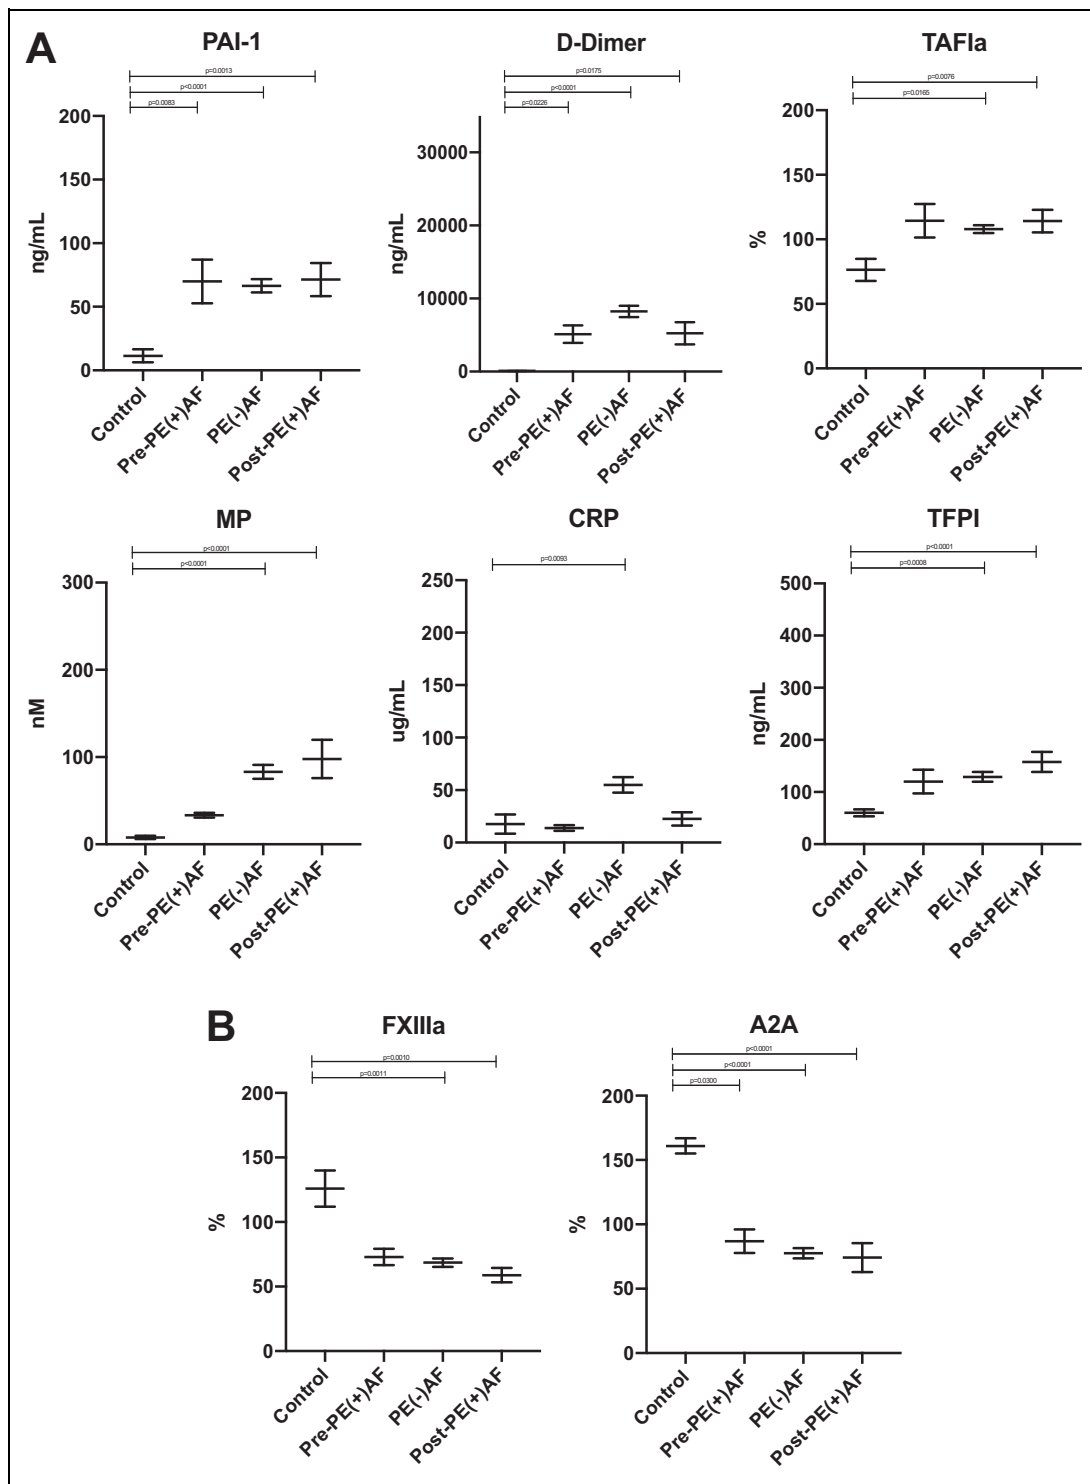 A
PAI-1
p=0.0013
p<0.0001
p=0.0083
200
150
100
50
0
ng/mL
Control
Pre-PE(+)AF
PE(-)AF
Post-PE(+)AF
D-Dimer
p=0.0175
p<0.0001
p=0.0226
30000
20000
10000
0
ng/mL
Control
Pre-PE(+)AF
PE(-)AF
Post-PE(+)AF
TAFIa
p=0.0076
p=0.0165
200
150
100
50
0
%
Control
Pre-PE(+)AF
PE(-)AF
Post-PE(+)AF
MP
p<0.0001
p<0.0001
300
200
100
0
nM
Control
Pre-PE(+)AF
PE(-)AF
Post-PE(+)AF
CRP
p=0.0093
250
200
150
100
50
0
ug/mL
Control
Pre-PE(+)AF
PE(-)AF
Post-PE(+)AF
TFPI
p<0.0001
p=0.0008
500
400
300
200
100
0
ng/mL
Control
Pre-PE(+)AF
PE(-)AF
Post-PE(+)AF
B
FXIIIa
p=0.0010
p=0.0011
200
150
100
50
0
%
Control
Pre-PE(+)AF
PE(-)AF
Post-PE(+)AF
A2A
p<0.0001
p<0.0001
p=0.0300
200
150
100
50
0
%
Control
Pre-PE(+)AF
PE(-)AF
Post-PE(+)AF